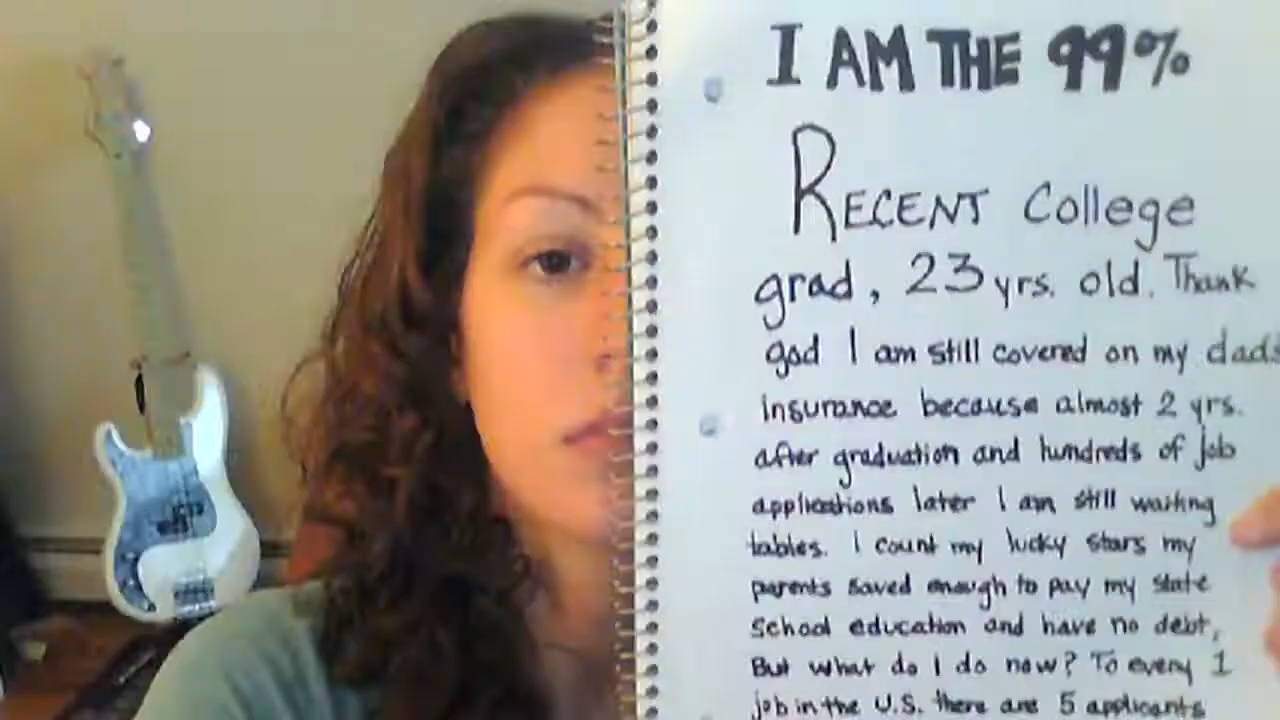 I AM THE 99%
RECENT College
grad, 23 yrs. old. Thank
god I am still covered on my dads
insurance because almost 2 yrs.
after graduation and hundreds of job
applications later I am still waiting
tables. I count my lucky stars my
parents saved enough to pay my state
School education and have no debt,
But what do I do now? To every 1
job in the U.S. there are 5 applicants